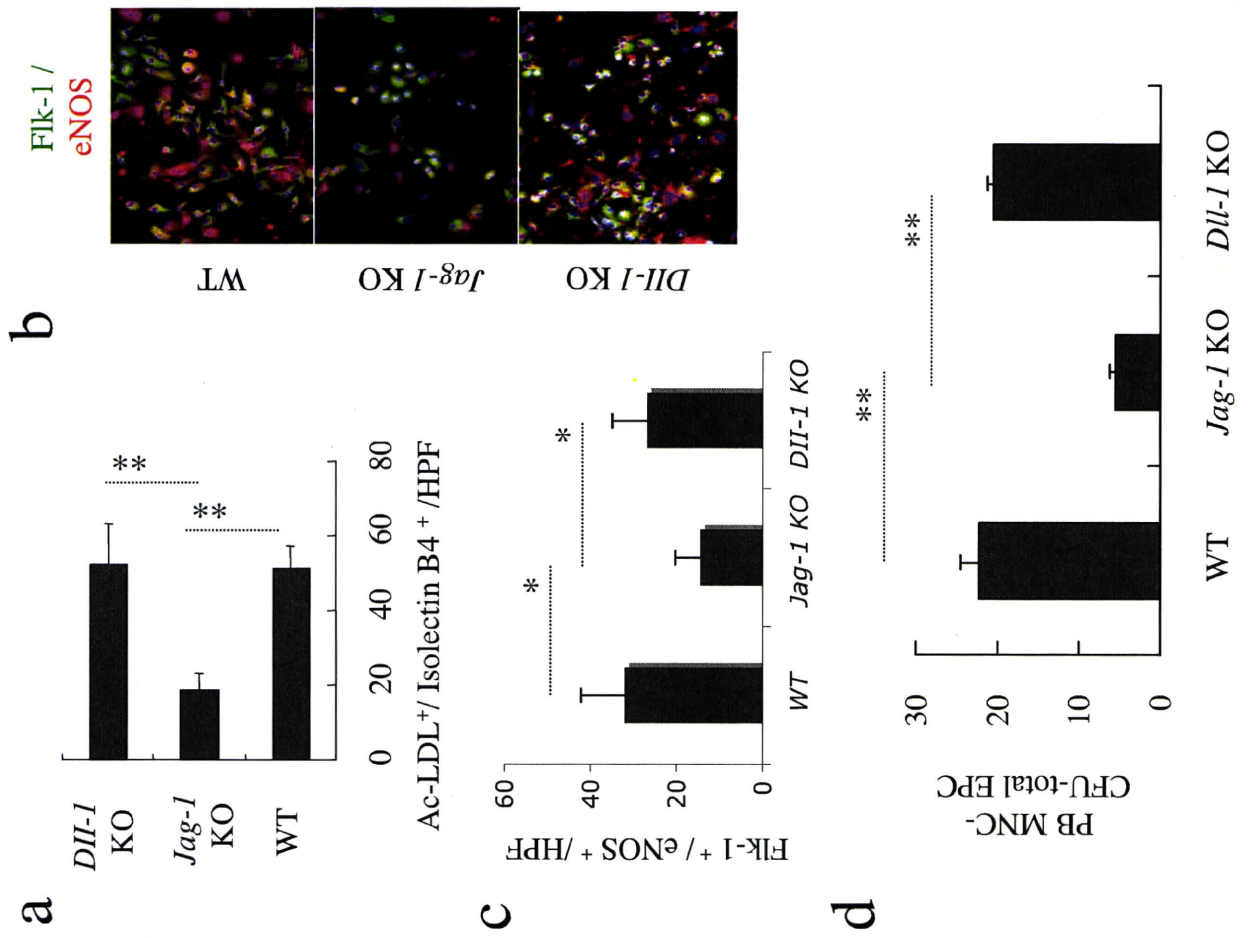 a
Dll-1
KO
Jag-1
KO
WT
**
**
0
20
40
60
80
Ac-LDL+/ Isolectin B4 + /HPF
b
Flk-1 /
eNOS
WT
Jag-1 KO
Dll-1 KO
c
Flk-1 + / eNOS + /HPF
60
40
20
0
*
*
WT
Jag-1 KO
Dll-1 KO
d
PB MNC-
CFU-total EPC
30
20
10
0
**
**
WT
Jag-1 KO
Dll-1 KO